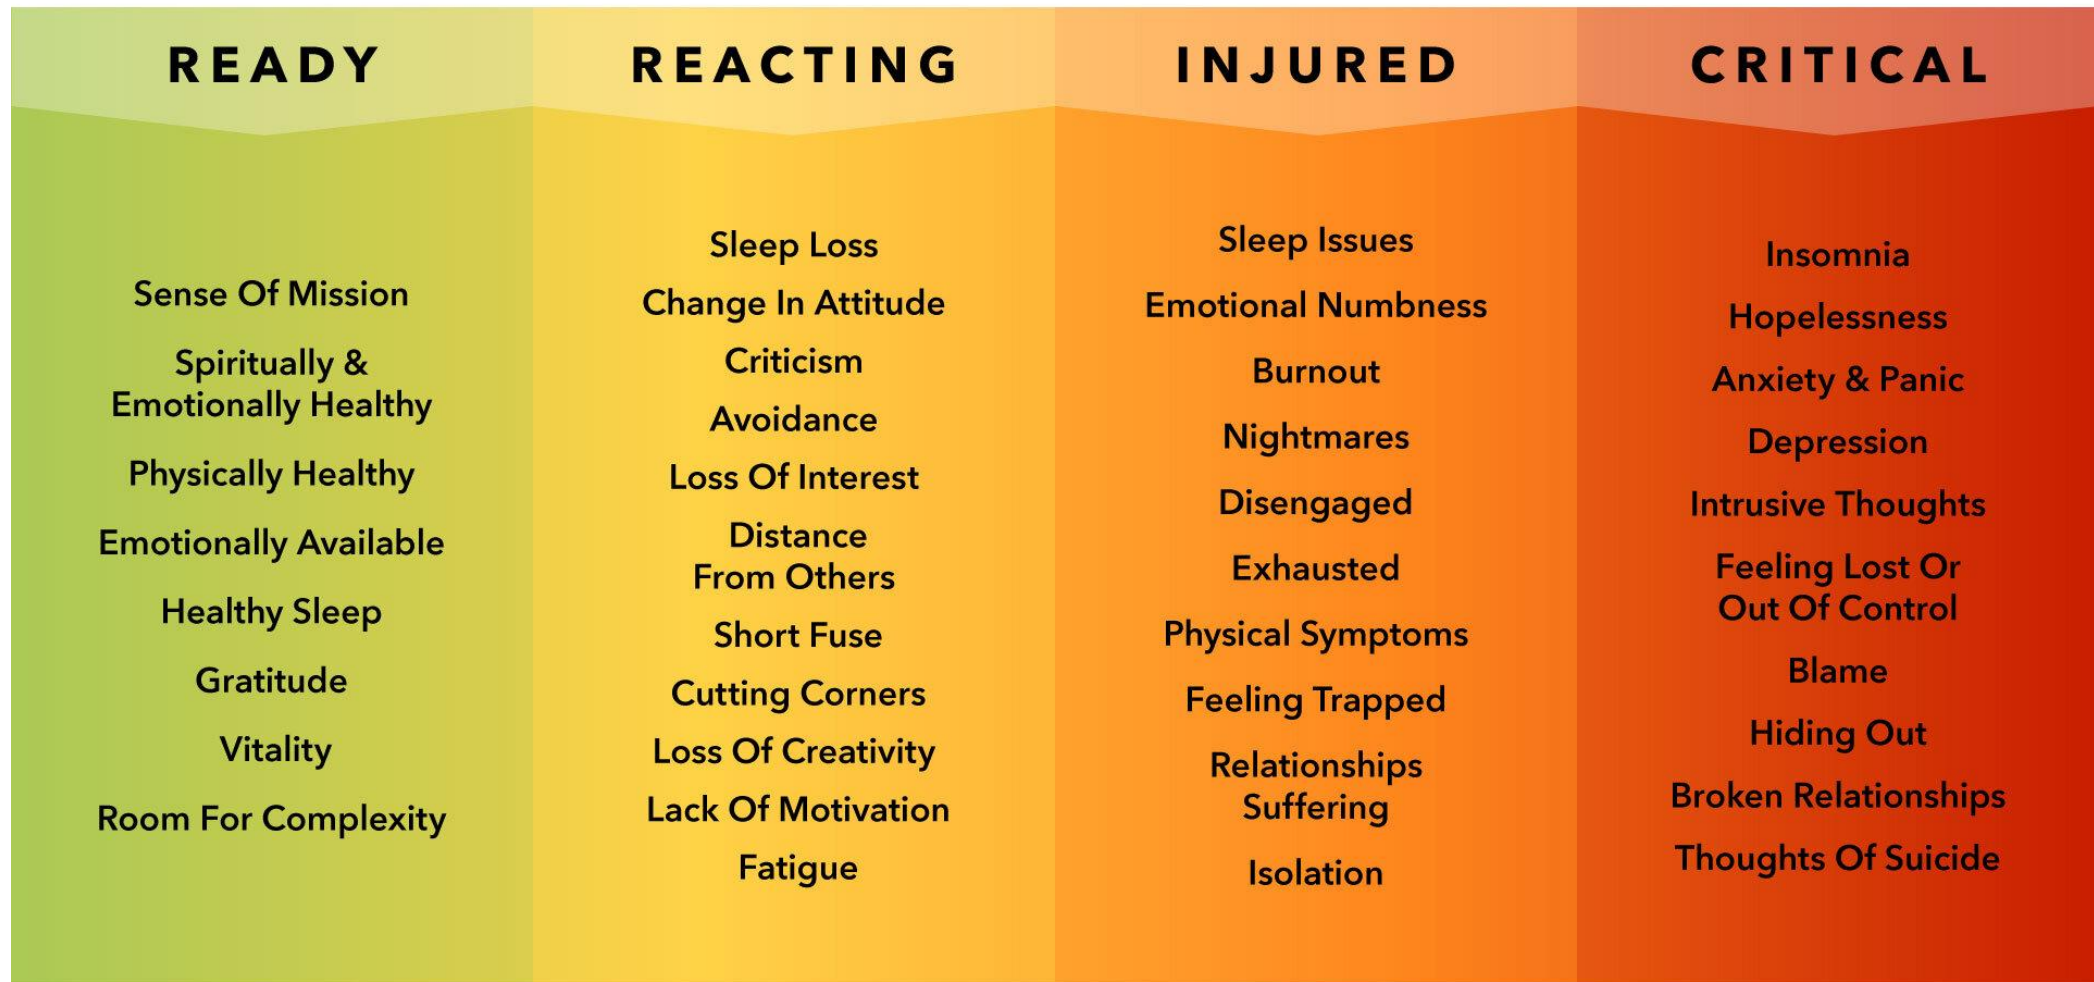 READY
Sense Of Mission
Spiritually &
Emotionally Healthy
Physically Healthy
Emotionally Available
Healthy Sleep
Gratitude
Vitality
Room For Complexity
REACTING
Sleep Loss
Change In Attitude
Criticism
Avoidance
Loss Of Interest
Distance
From Others
Short Fuse
Cutting Corners
Loss Of Creativity
Lack Of Motivation
Fatigue
INJURED
Sleep Issues
Emotional Numbness
Burnout
Nightmares
Disengaged
Exhausted
Physical Symptoms
Feeling Trapped
Relationships
Suffering
Isolation
CRITICAL
Insomnia
Hopelessness
Anxiety & Panic
Depression
Intrusive Thoughts
Feeling Lost Or
Out Of Control
Blame
Hiding Out
Broken Relationships
Thoughts Of Suicide